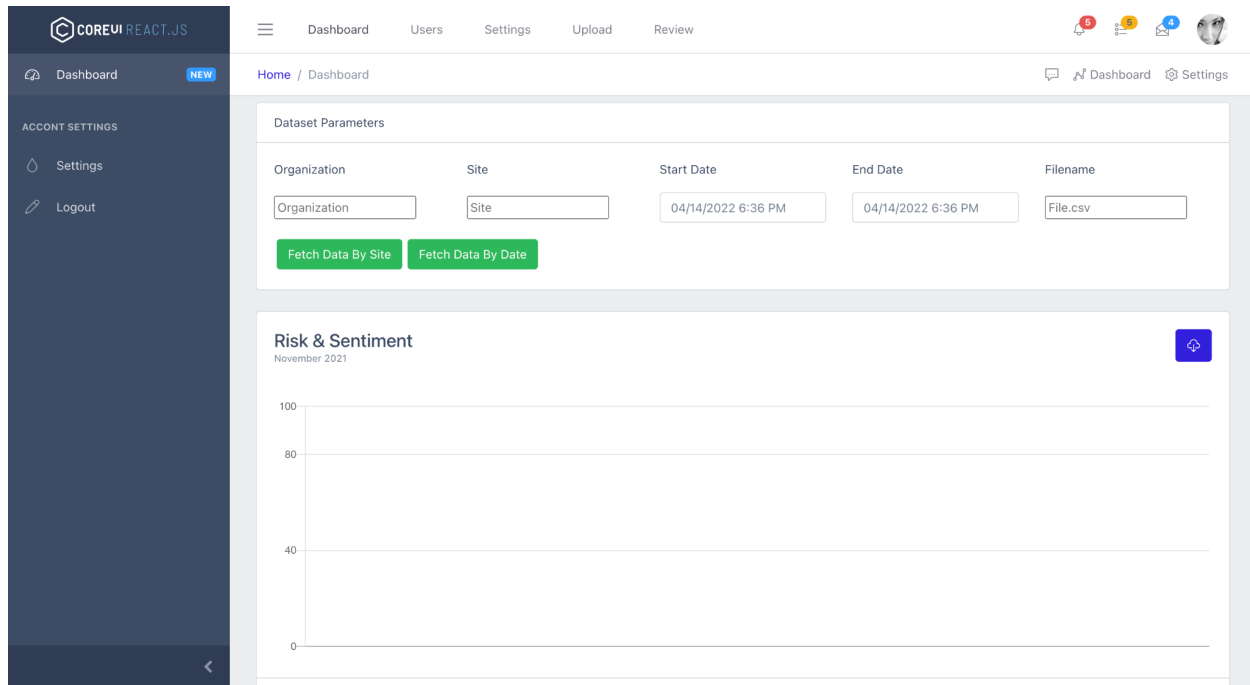 COREUI REACT.JS
Dashboard Users Settings Upload Review
5 5 4
Dashboard NEW
Home / Dashboard
Dashboard Settings
ACCONT SETTINGS
Settings
Logout
Dataset Parameters
Organization Site Start Date End Date Filename
Organization Site 04/14/2022 6:36 PM 04/14/2022 6:36 PM File.csv
Fetch Data By Site Fetch Data By Date
Risk & Sentiment
November 2021
100
80
40
0